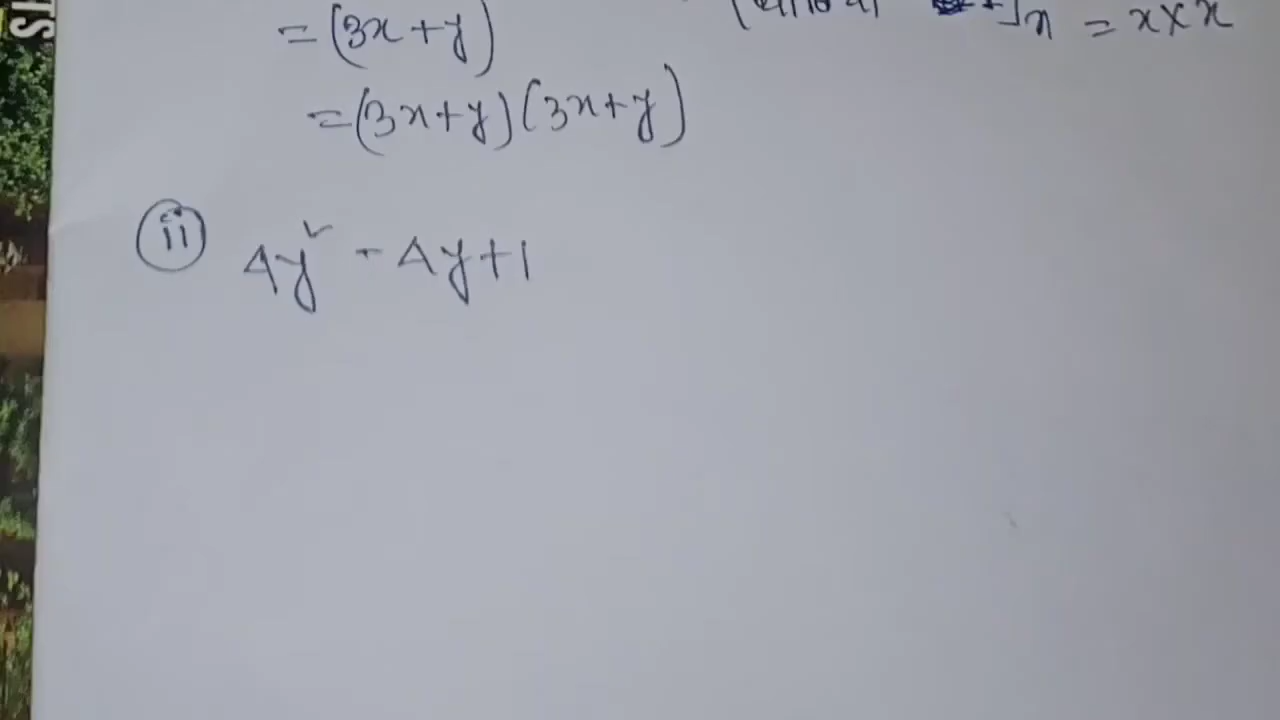 = (3x + y)
= x × x
= (3x + y) (3x + y)
ii 4y² - 4y + 1